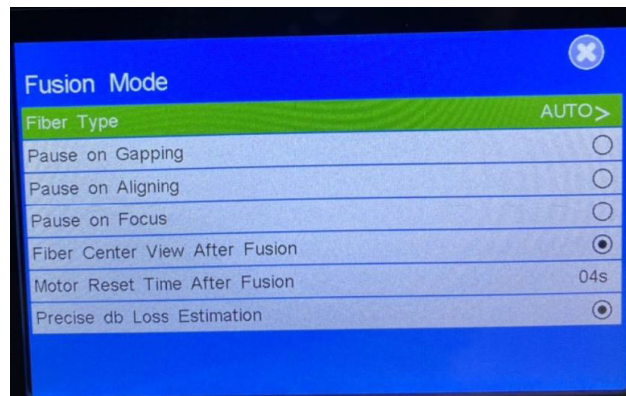 Fusion Mode
Fiber Type AUTO>
Pause on Gapping
Pause on Aligning
Pause on Focus
Fiber Center View After Fusion
Motor Reset Time After Fusion 04s
Precise db Loss Estimation